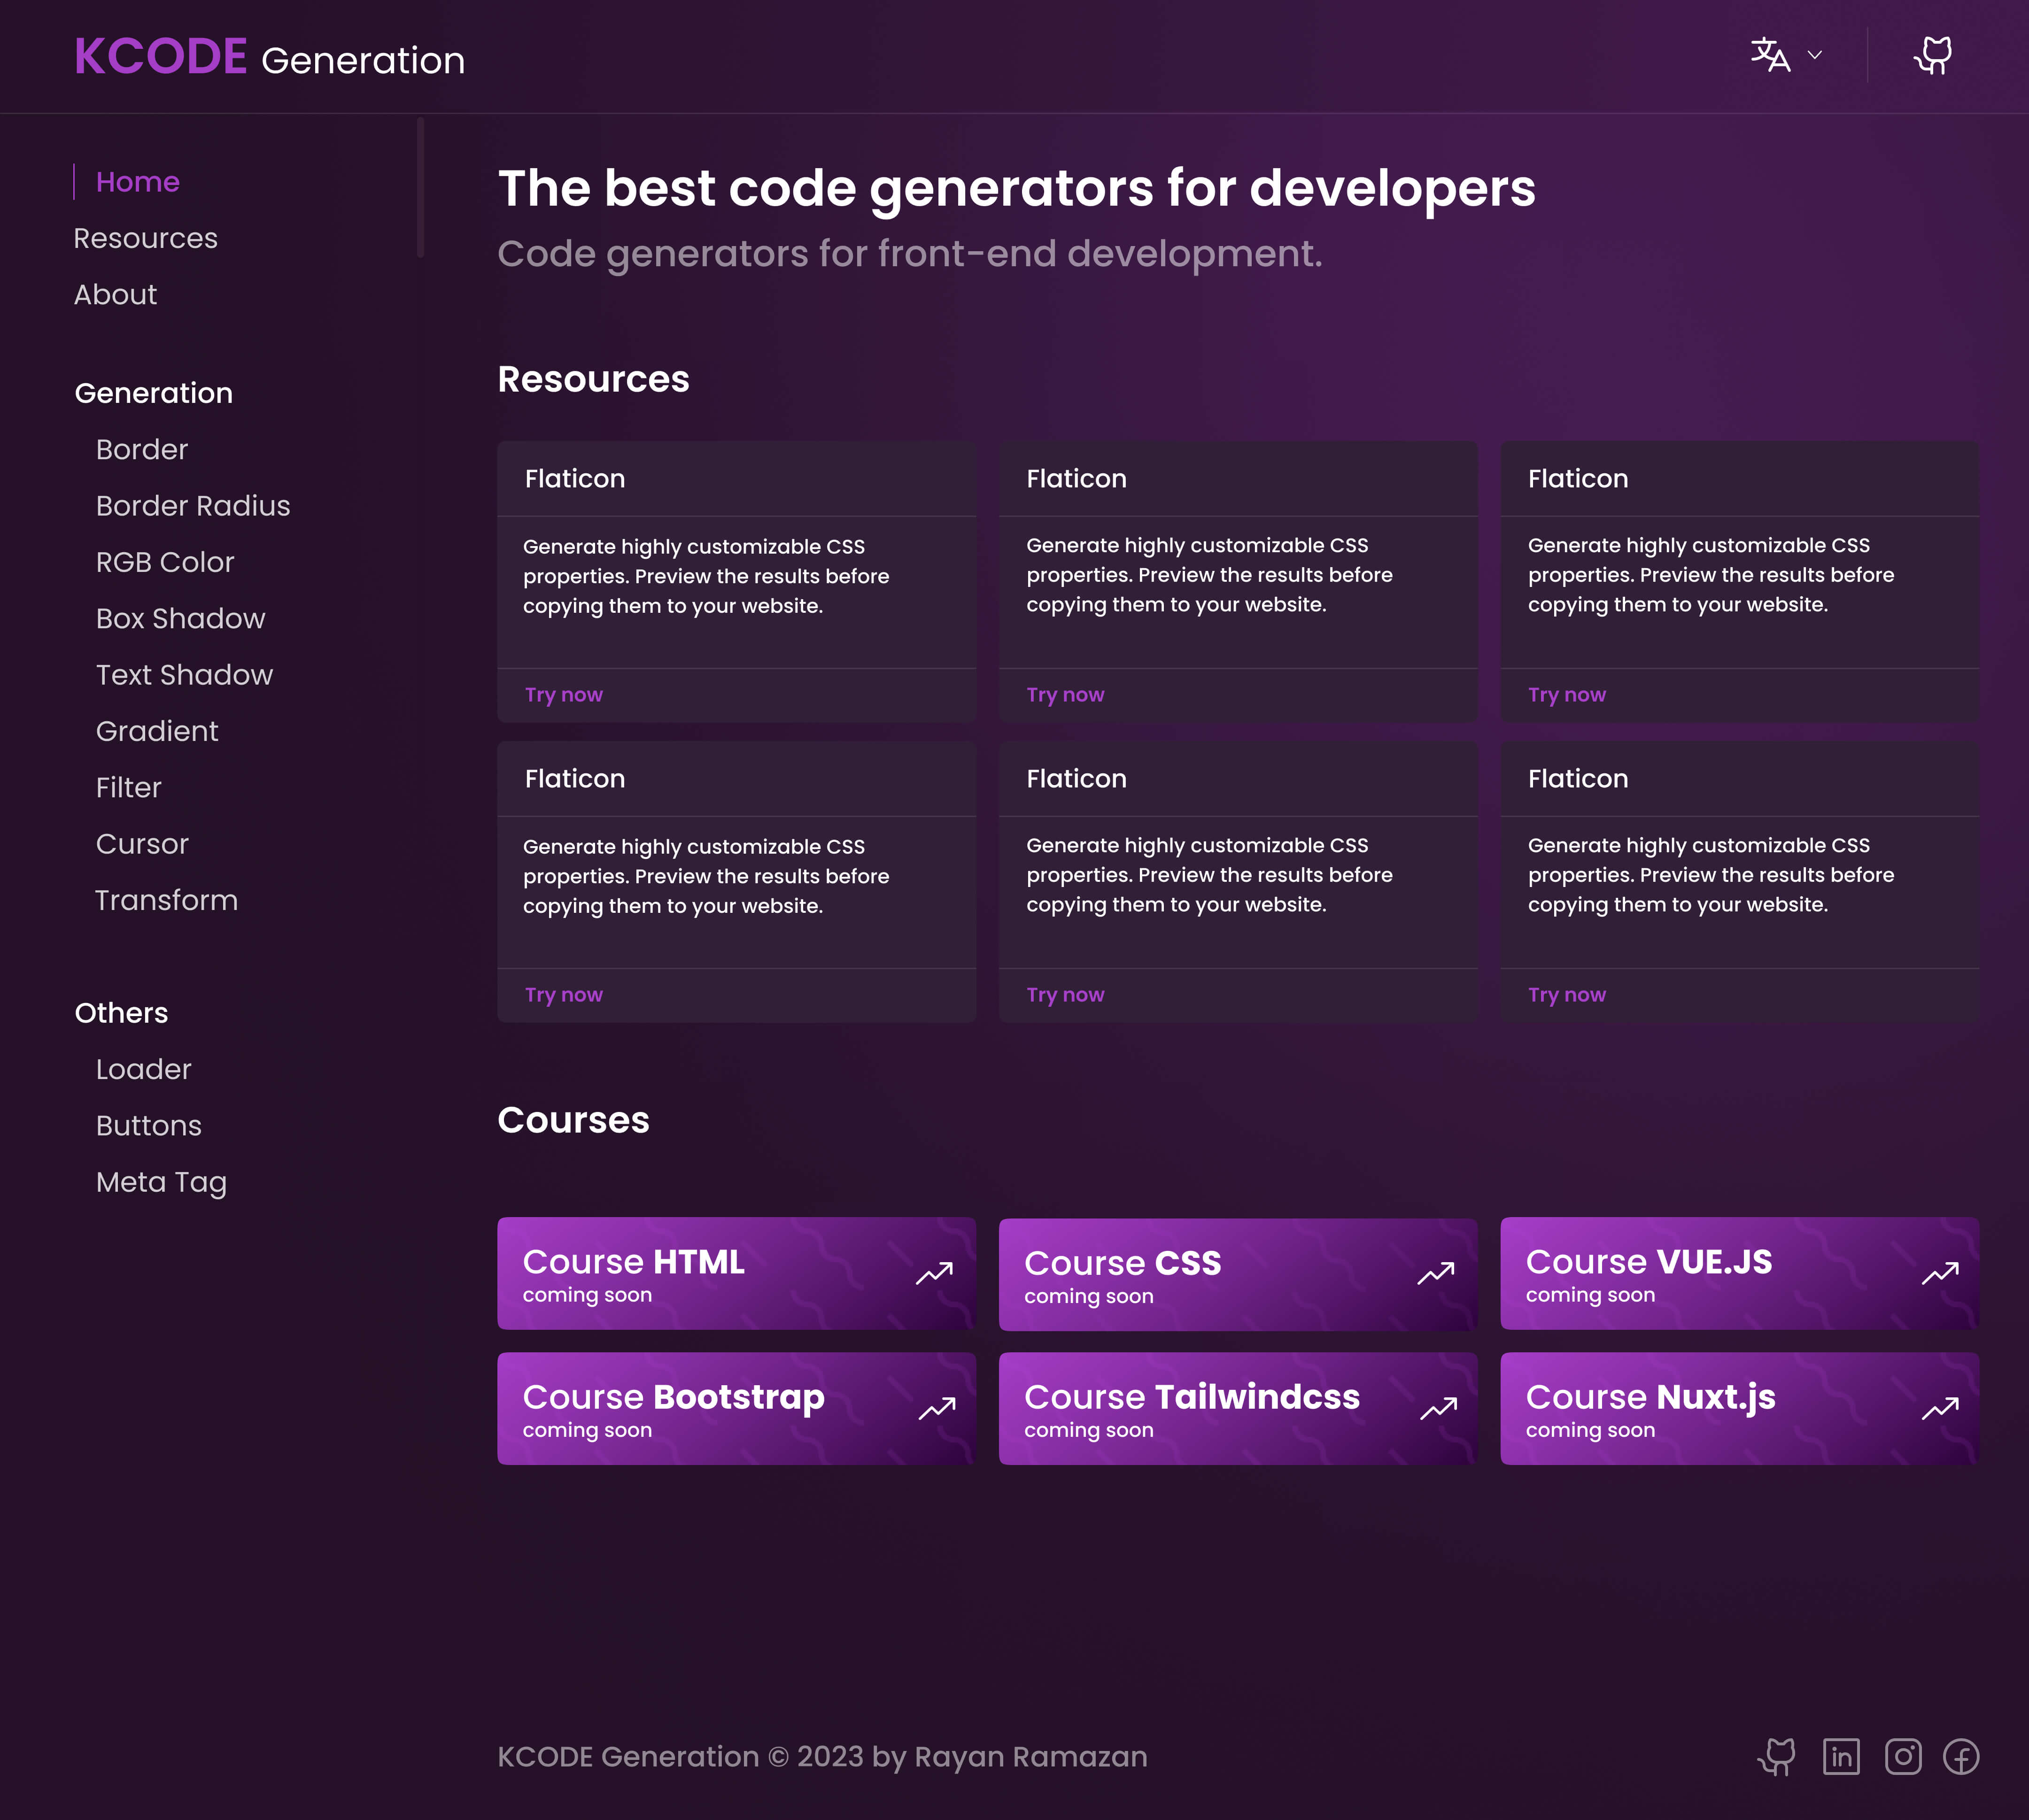 KCODE Generation
Home
Resources
About
Generation
Border
Border Radius
RGB Color
Box Shadow
Text Shadow
Gradient
Filter
Cursor
Transform
Others
Loader
Buttons
Meta Tag
The best code generators for developers
Code generators for front-end development.
Resources
Flaticon
Generate highly customizable CSS
properties. Preview the results before
copying them to your website.
Try now
Flaticon
Generate highly customizable CSS
properties. Preview the results before
copying them to your website.
Try now
Flaticon
Generate highly customizable CSS
properties. Preview the results before
copying them to your website.
Try now
Flaticon
Generate highly customizable CSS
properties. Preview the results before
copying them to your website.
Try now
Flaticon
Generate highly customizable CSS
properties. Preview the results before
copying them to your website.
Try now
Flaticon
Generate highly customizable CSS
properties. Preview the results before
copying them to your website.
Try now
Courses
Course HTML
coming soon
Course CSS
coming soon
Course VUE.JS
coming soon
Course Bootstrap
coming soon
Course Tailwindcss
coming soon
Course Nuxt.js
coming soon
KCODE Generation © 2023 by Rayan Ramazan